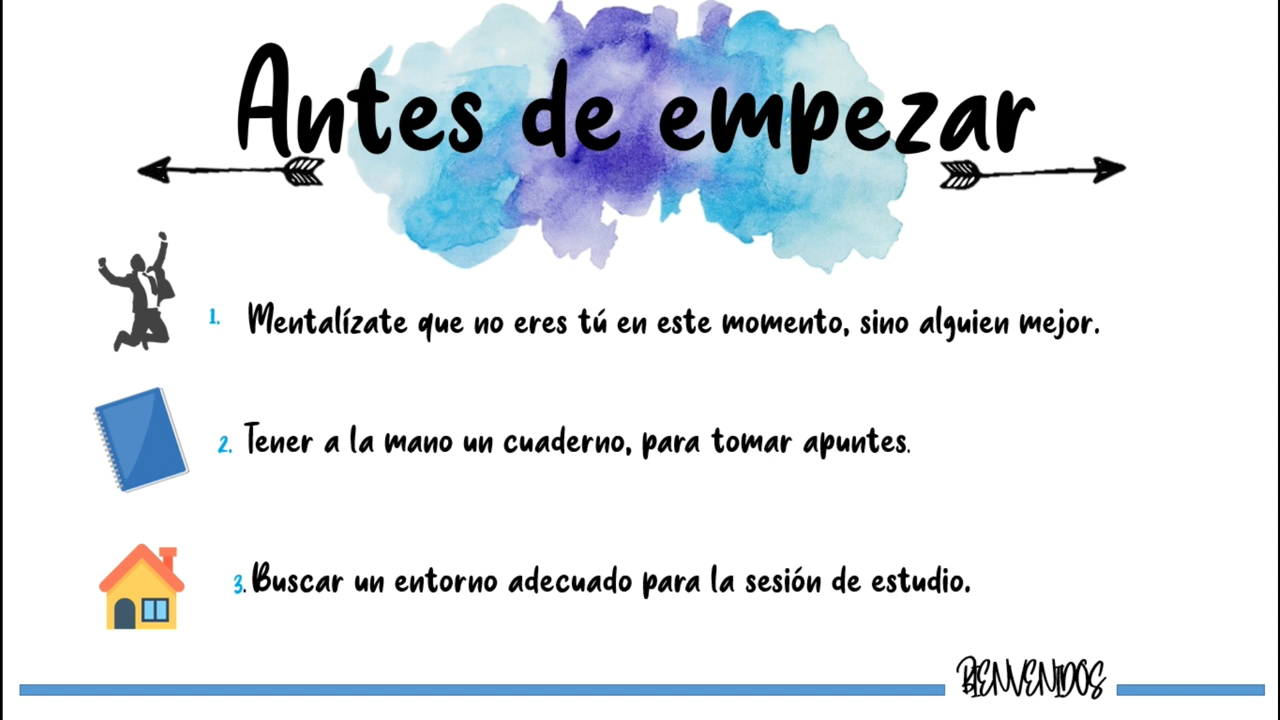 Antes de empezar
1. Mentalízate que no eres tú en este momento, sino alguien mejor.
2. Tener a la mano un cuaderno, para tomar apuntes.
3. Buscar un entorno adecuado para la sesión de estudio.
BIENVENIDOS